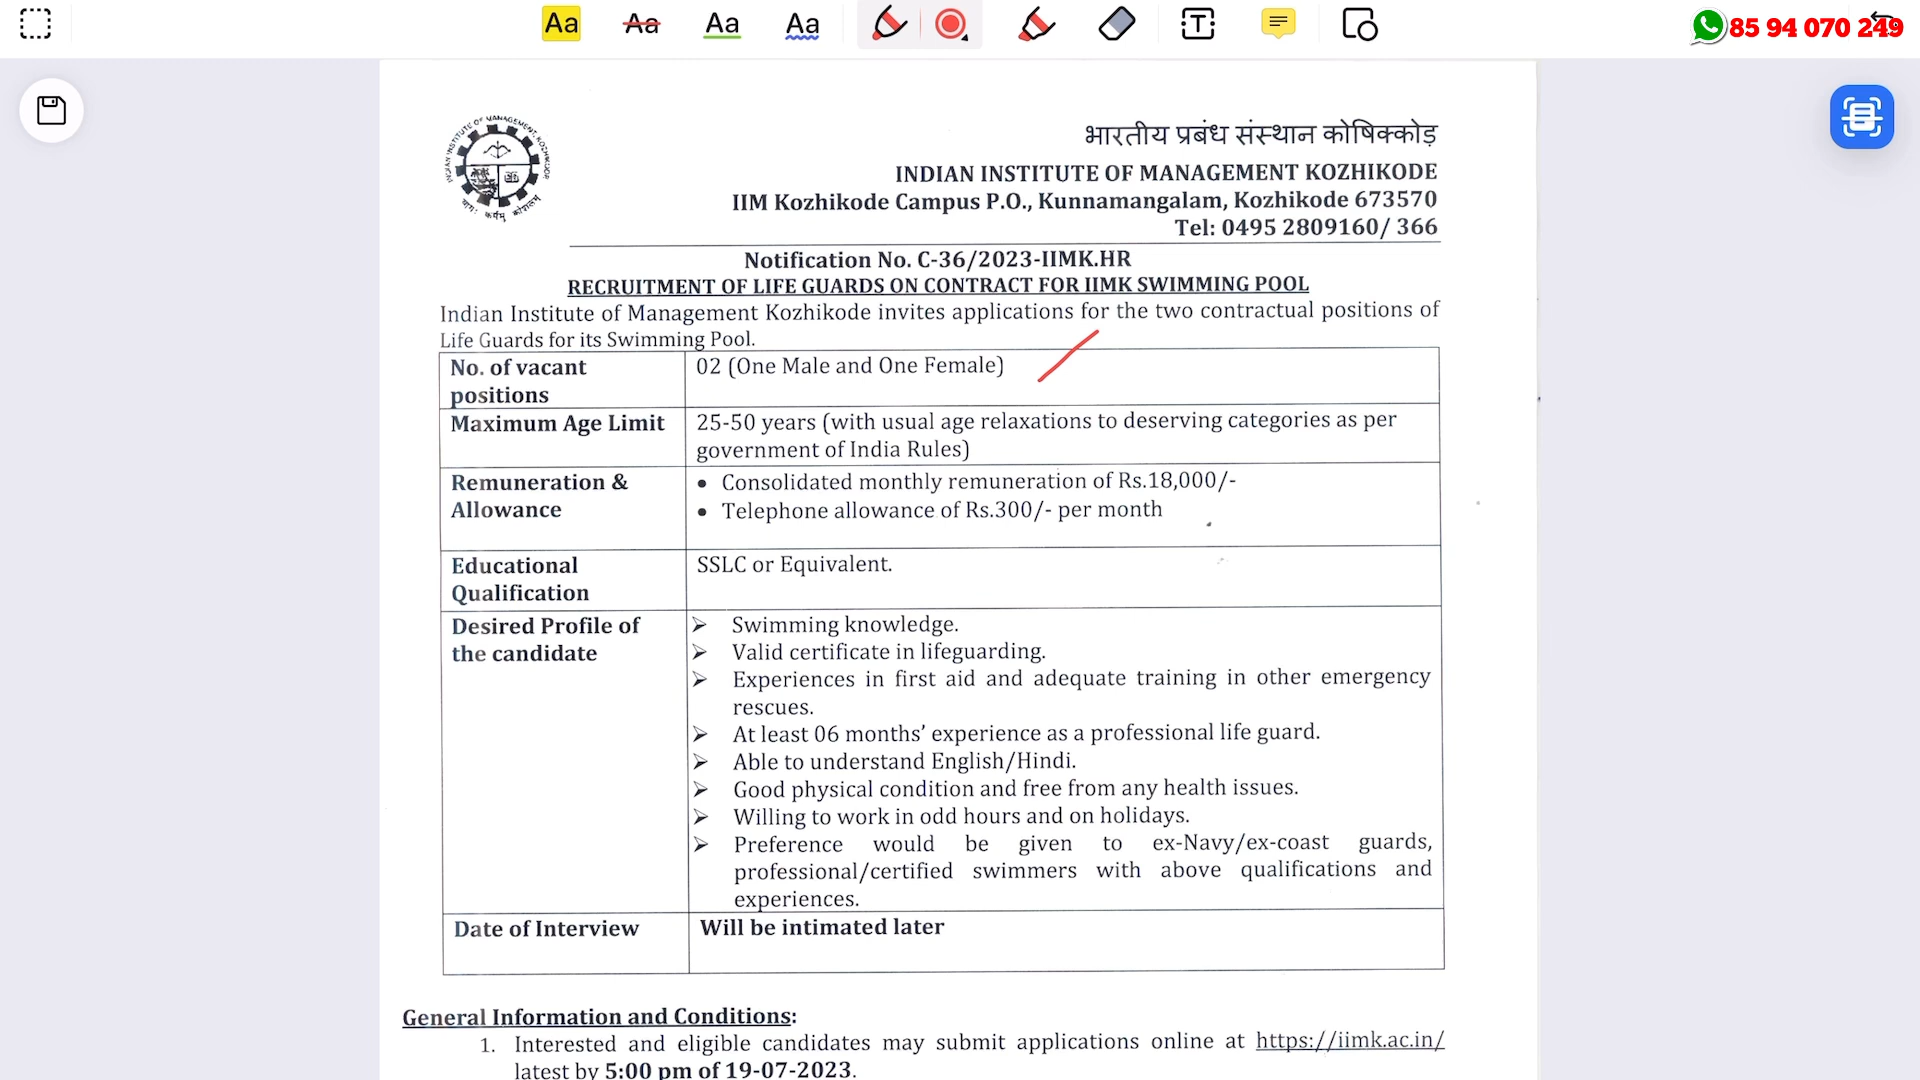 Aa Aa Aa Aa T
85 94 070 249
INDIAN INSTITUTE OF MANAGEMENT, KOZHIKODE
भारतीय प्रबंध संस्थान कोषिक्कोड़
INDIAN INSTITUTE OF MANAGEMENT KOZHIKODE
IIM Kozhikode Campus P.O., Kunnamangalam, Kozhikode 673570
Tel: 0495 2809160/ 366
Notification No. C-36/2023-IIMK.HR
RECRUITMENT OF LIFE GUARDS ON CONTRACT FOR IIMK SWIMMING POOL
Indian Institute of Management Kozhikode invites applications for the two contractual positions of
Life Guards for its Swimming Pool.
No. of vacant
positions
02 (One Male and One Female)
Maximum Age Limit
25-50 years (with usual age relaxations to deserving categories as per
government of India Rules)
Remuneration &
Allowance
• Consolidated monthly remuneration of Rs.18,000/-
• Telephone allowance of Rs.300/- per month
Educational
Qualification
SSLC or Equivalent.
Desired Profile of
the candidate
➢ Swimming knowledge.
➢ Valid certificate in lifeguarding.
➢ Experiences in first aid and adequate training in other emergency
rescues.
➢ At least 06 months’ experience as a professional life guard.
➢ Able to understand English/Hindi.
➢ Good physical condition and free from any health issues.
➢ Willing to work in odd hours and on holidays.
➢ Preference would be given to ex-Navy/ex-coast guards,
professional/certified swimmers with above qualifications and
experiences.
Date of Interview
Will be intimated later
General Information and Conditions:
1. Interested and eligible candidates may submit applications online at https://iimk.ac.in/
latest by 5:00 pm of 19-07-2023.